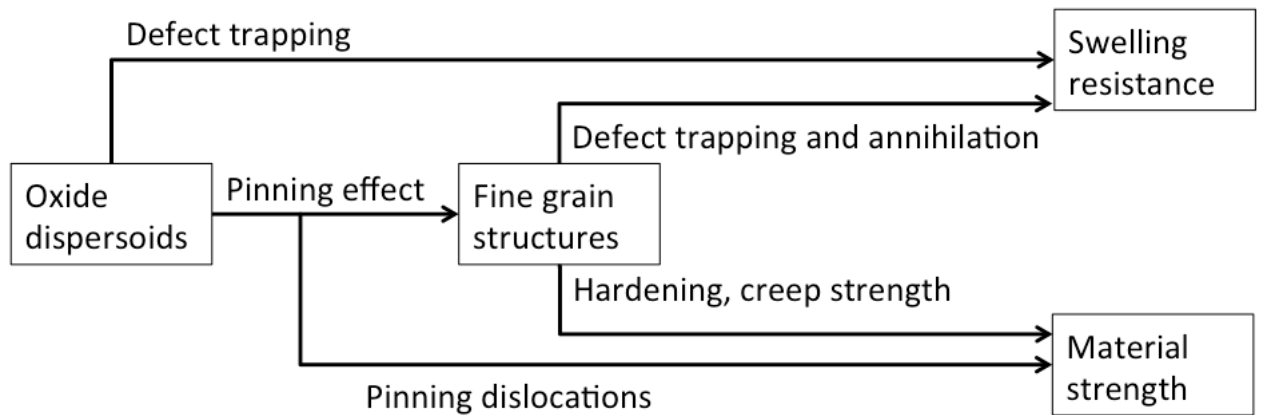 Defect trapping
Swelling
resistance
Defect trapping and annihilation
Oxide
dispersoids
Pinning effect
Fine grain
structures
Hardening, creep strength
Material
strength
Pinning dislocations